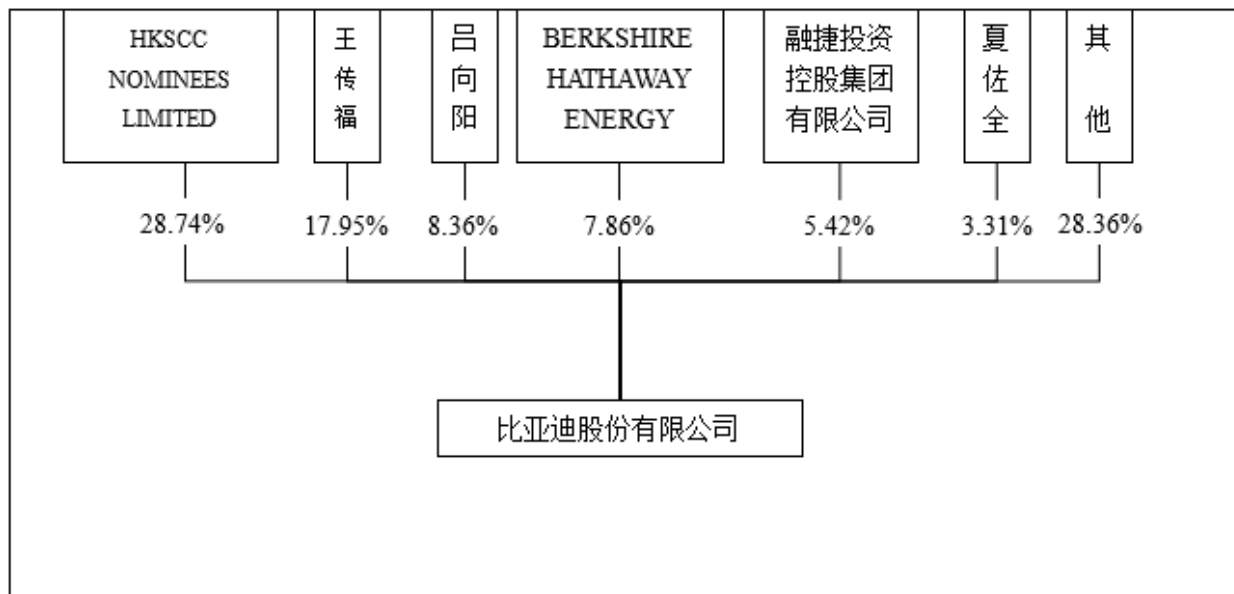 HKSCC
NOMINEES
LIMITED
王
传
福
吕
向
阳
BERKSHIRE
HATHAWAY
ENERGY
融捷投资
控股集团
有限公司
夏
佐
全
其
他
28.74%
17.95%
8.36%
7.86%
5.42%
3.31%
28.36%
比亚迪股份有限公司